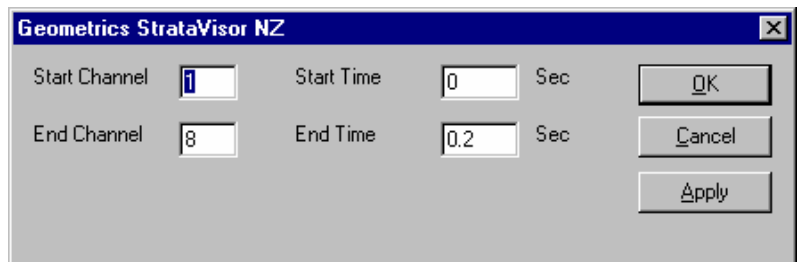 Geometrics StrataVisor NZ
Start Channel 1 Start Time 0 Sec OK
End Channel 8 End Time 0.2 Sec Cancel
Apply